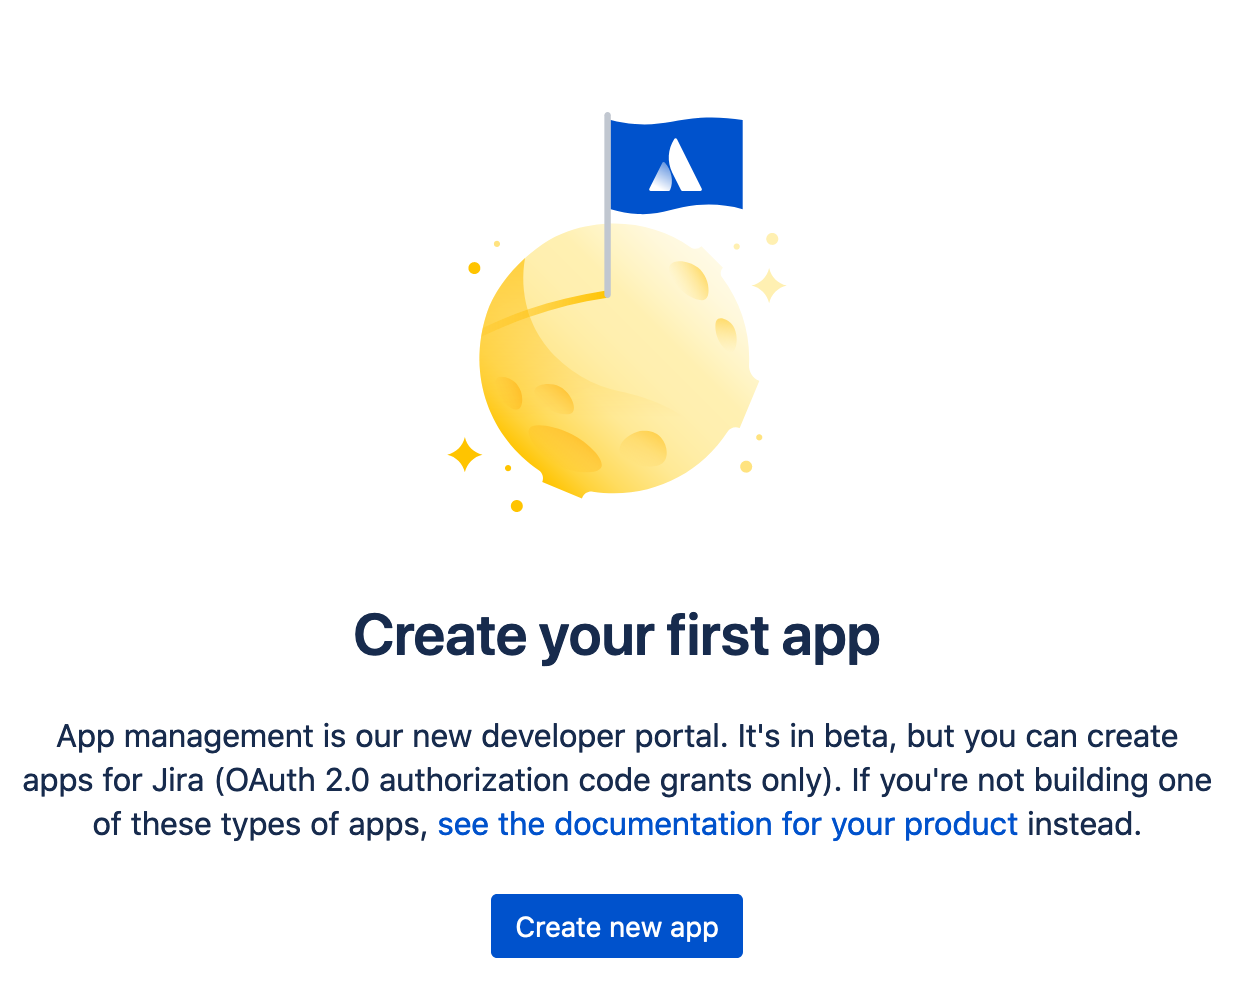 Create your first app
App management is our new developer portal. It's in beta, but you can create
apps for Jira (OAuth 2.0 authorization code grants only). If you're not building one
of these types of apps, see the documentation for your product instead.
Create new app